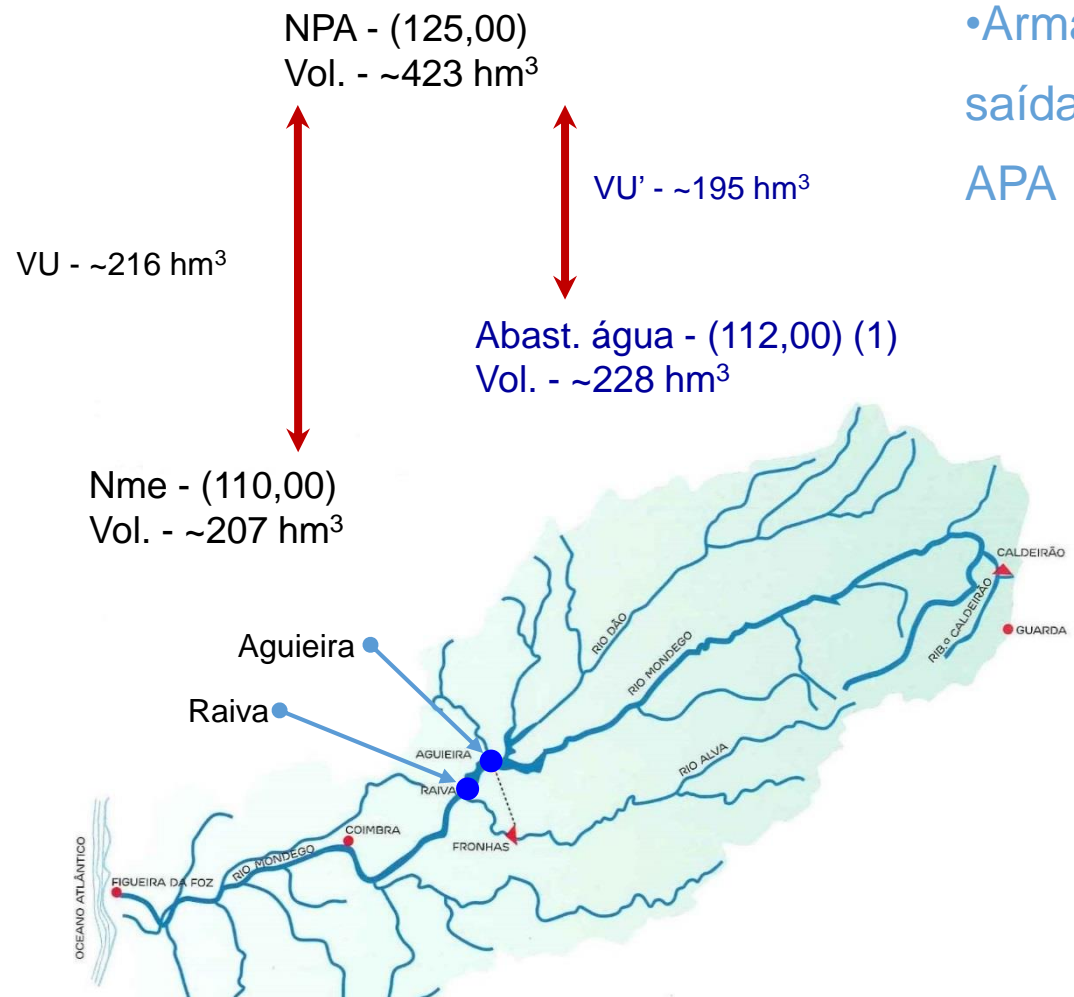 NPA - (125,00)
Vol. - ~423 hm³
•Arma
saída
APA
VU' - ~195 hm³
VU - ~216 hm³
Abast. água - (112,00) (1)
Vol. - ~228 hm³
Nme - (110,00)
Vol. - ~207 hm³
Aguieira
Raiva
AGUIEIRA
RAIVA
RIO DÃO
RIO MONDEGO
CALDEIRÃO
GUARDA
RIB.ª CALDEIRÃO
RIO ALVA
FRONHAS
COIMBRA
RIO MONDEGO
FIGUEIRA DA FOZ
OCEANO ATLÂNTICO